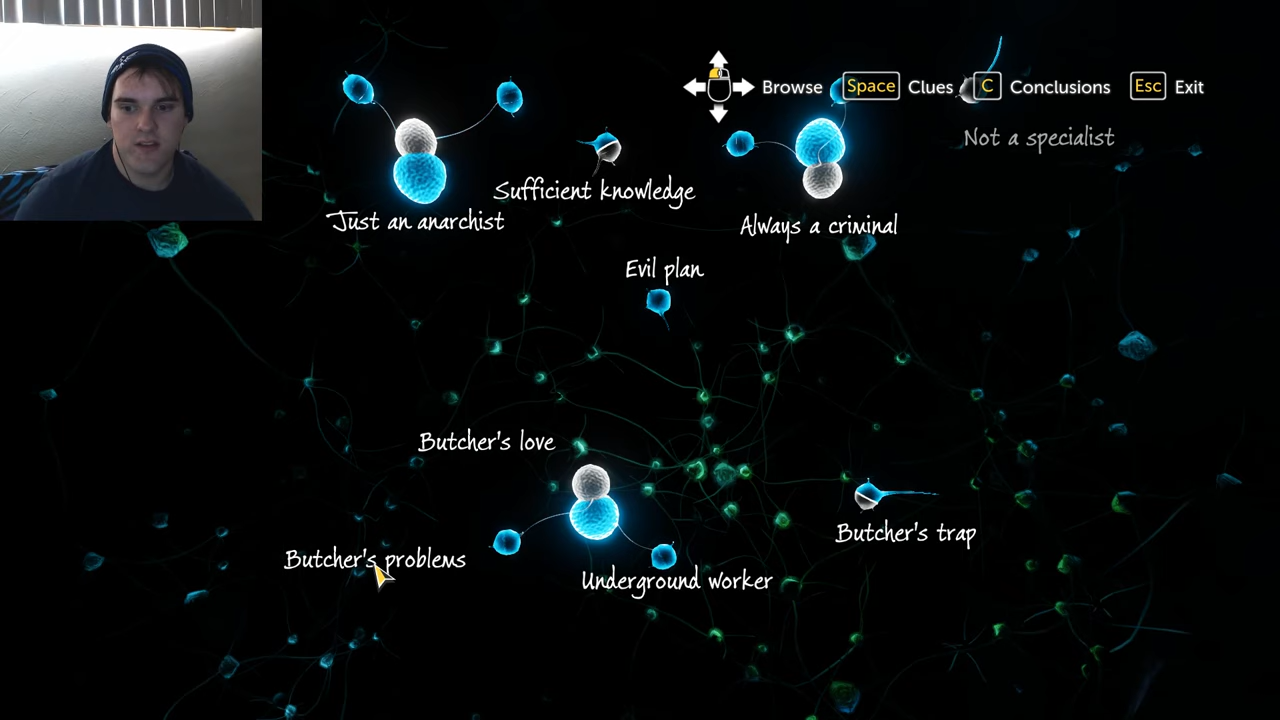 Browse Space Clues C Conclusions Esc Exit
Not a specialist
Sufficient knowledge
Just an anarchist
Always a criminal
Evil plan
Butcher's love
Butcher's trap
Butcher's problems
Underground worker